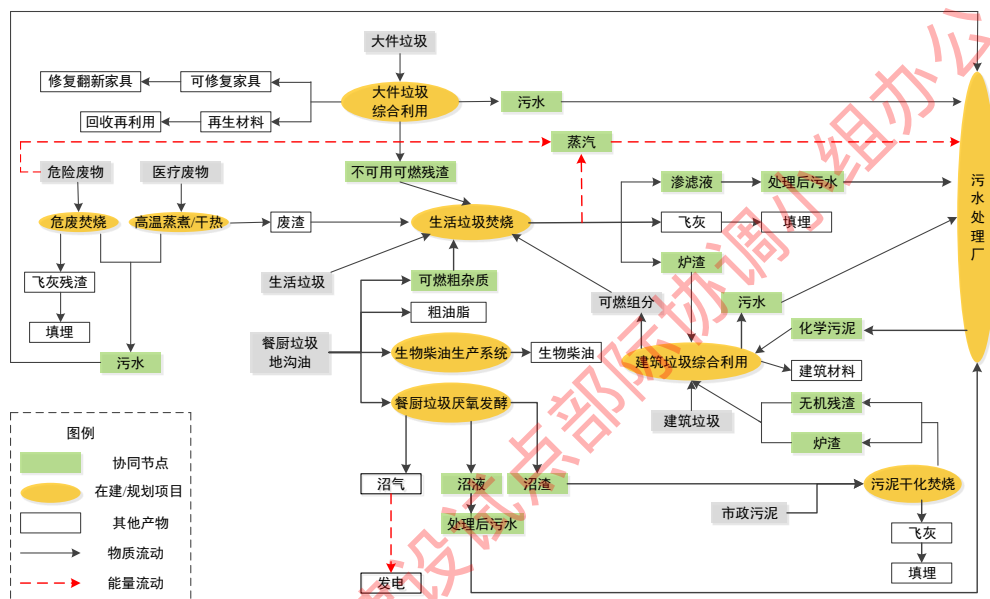 大件垃圾
修复翻新家具
可修复家具
大件垃圾
综合利用
污水
回收再利用
再生材料
蒸汽
危险废物
医疗废物
不可用可燃残渣
渗滤液
处理后污水
污水处理厂
危废焚烧
高温蒸煮/干热
废渣
生活垃圾焚烧
飞灰
填埋
炉渣
飞灰残渣
生活垃圾
可燃粗杂质
可燃组分
污水
填埋
粗油脂
化学污泥
餐厨垃圾
地沟油
生物柴油生产系统
生物柴油
建筑垃圾综合利用
污水
建筑材料
餐厨垃圾厌氧发酵
建筑垃圾
无机残渣
炉渣
图例
协同节点
在建/规划项目
其他产物
物质流动
能量流动
沼气
沼液
沼渣
污泥干化焚烧
处理后污水
市政污泥
飞灰
发电
填埋
设试点部际协调小组办公